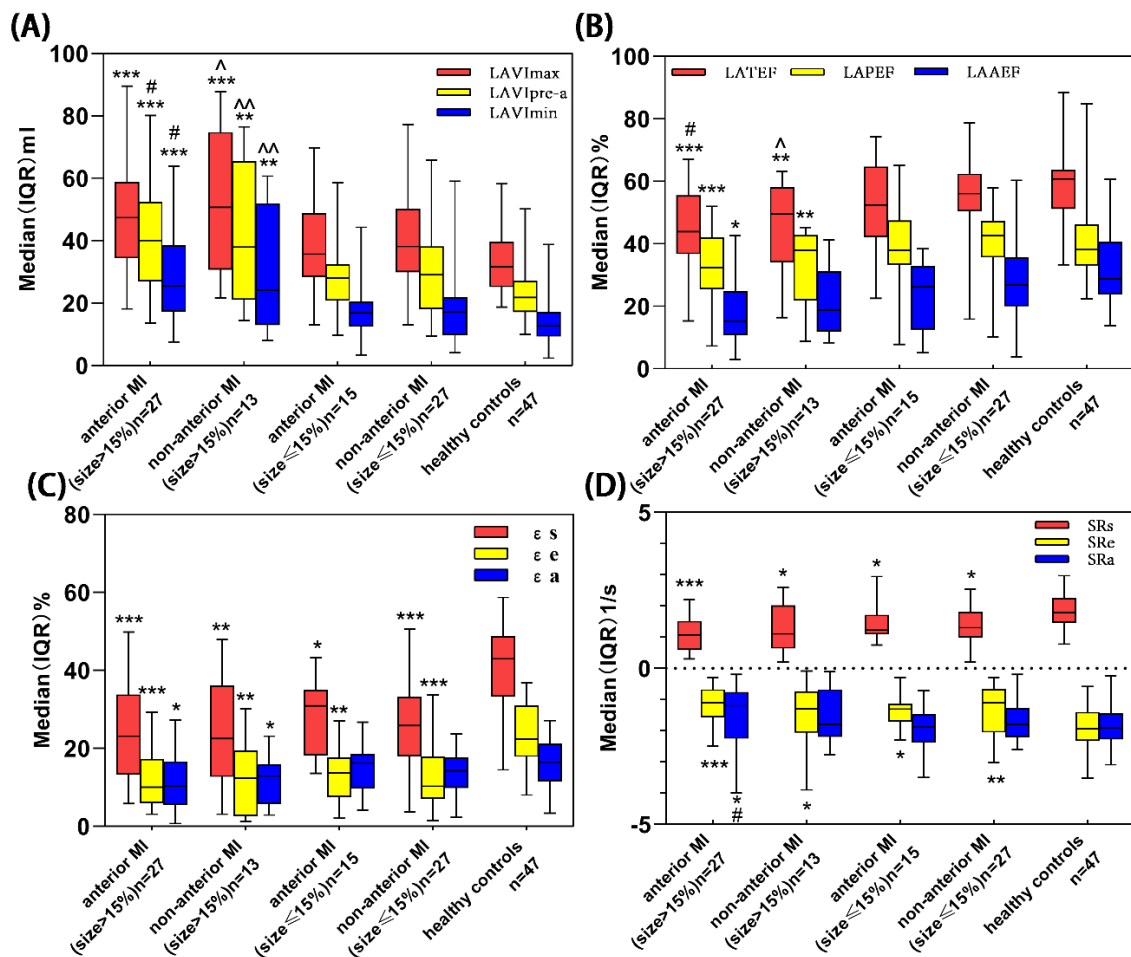 (A)
Median(IQR)ml
100
80
60
40
20
0
LAVImax
LAVIpre-a
LAVImin
***
#
***
#
***
^
***
^^
**
^^
**
anterior MI
(size>15%)n=27
non-anterior MI
(size>15%)n=13
anterior MI
(size≦15%)n=15
non-anterior MI
(size≦15%)n=27
healthy controls
n=47
(B)
Median(IQR)%
100
80
60
40
20
0
LATEF
LAPEF
LAAEF
#
***
***
*
^
**
**
anterior MI
(size>15%)n=27
non-anterior MI
(size>15%)n=13
anterior MI
(size≦15%)n=15
non-anterior MI
(size≦15%)n=27
healthy controls
n=47
(C)
Median(IQR)%
80
60
40
20
0
ε s
ε e
ε a
***
***
*
**
**
*
*
**
***
***
anterior MI
(size>15%)n=27
non-anterior MI
(size>15%)n=13
anterior MI
(size≦15%)n=15
non-anterior MI
(size≦15%)n=27
healthy controls
n=47
(D)
Median(IQR)1/s
5
0
-5
SRs
SRe
SRa
***
*
*
*
***
*
#
*
*
**
anterior MI
(size>15%)n=27
non-anterior MI
(size>15%)n=13
anterior MI
(size≦15%)n=15
non-anterior MI
(size≦15%)n=27
healthy controls
n=47